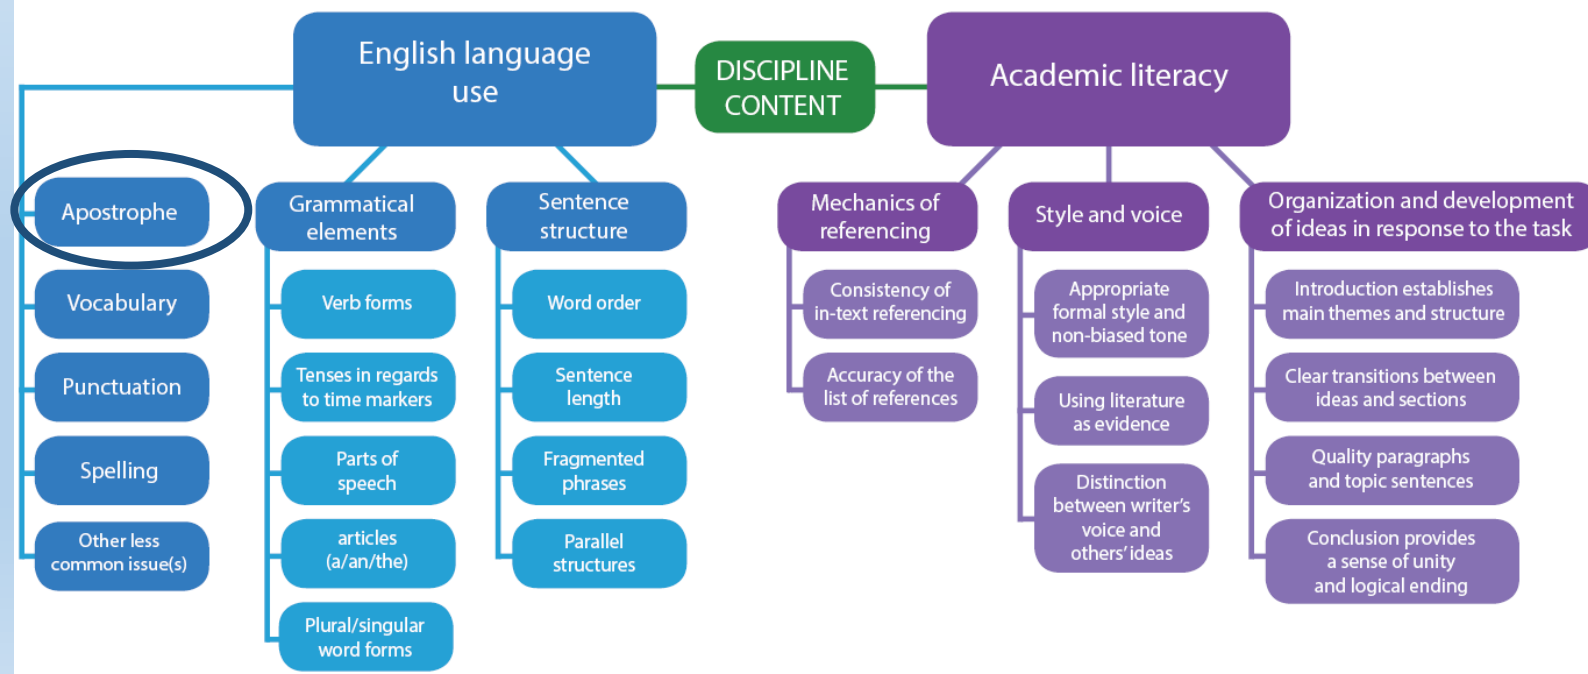 English language
use
DISCIPLINE
CONTENT
Academic literacy
Apostrophe
Vocabulary
Punctuation
Spelling
Other less
common issue(s)
Grammatical
elements
Verb forms
Tenses in regards
to time markers
Parts of
speech
articles
(a/an/the)
Plural/singular
word forms
Sentence
structure
Word order
Sentence
length
Fragmented
phrases
Parallel
structures
Mechanics of
referencing
Consistency of
in-text referencing
Accuracy of the
list of references
Style and voice
Appropriate
formal style and
non-biased tone
Using literature
as evidence
Distinction
between writer's
voice and
others' ideas
Organization and development
of ideas in response to the task
Introduction establishes
main themes and structure
Clear transitions between
ideas and sections
Quality paragraphs
and topic sentences
Conclusion provides
a sense of unity
and logical ending